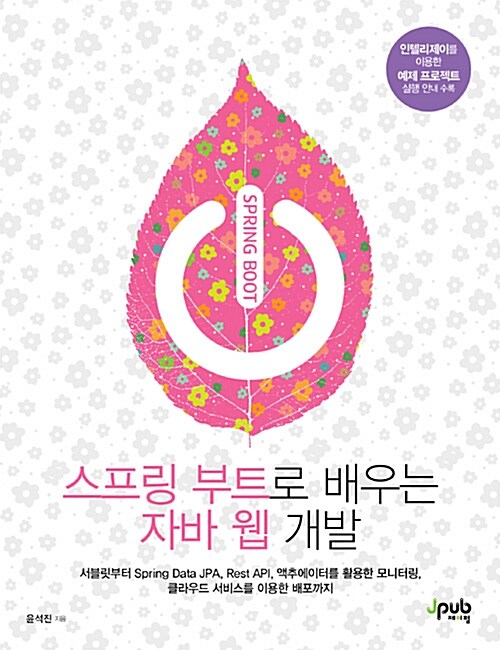 인텔리제이를
이용한
예제 프로젝트
실행 안내 수록
SPRING BOOT
스프링 부트로 배우는
자바 웹 개발
서블릿부터 Spring Data JPA, Rest API, 액추에이터를 활용한 모니터링,
클라우드 서비스를 이용한 배포까지
윤석진 지음
Jpub
제이펍